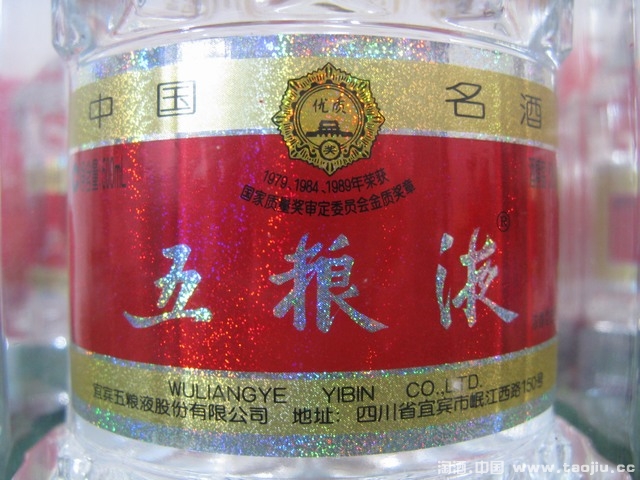 中国 名酒
优质
奖
1979、1984、1989年荣获
国家质量奖审定委员会金质奖章
五粮液®
WULIANGYE YIBIN CO.,LTD.
宜宾五粮液股份有限公司 地址: 四川省宜宾市岷江西路150号
淘酒.中国 www.taojiu.cc